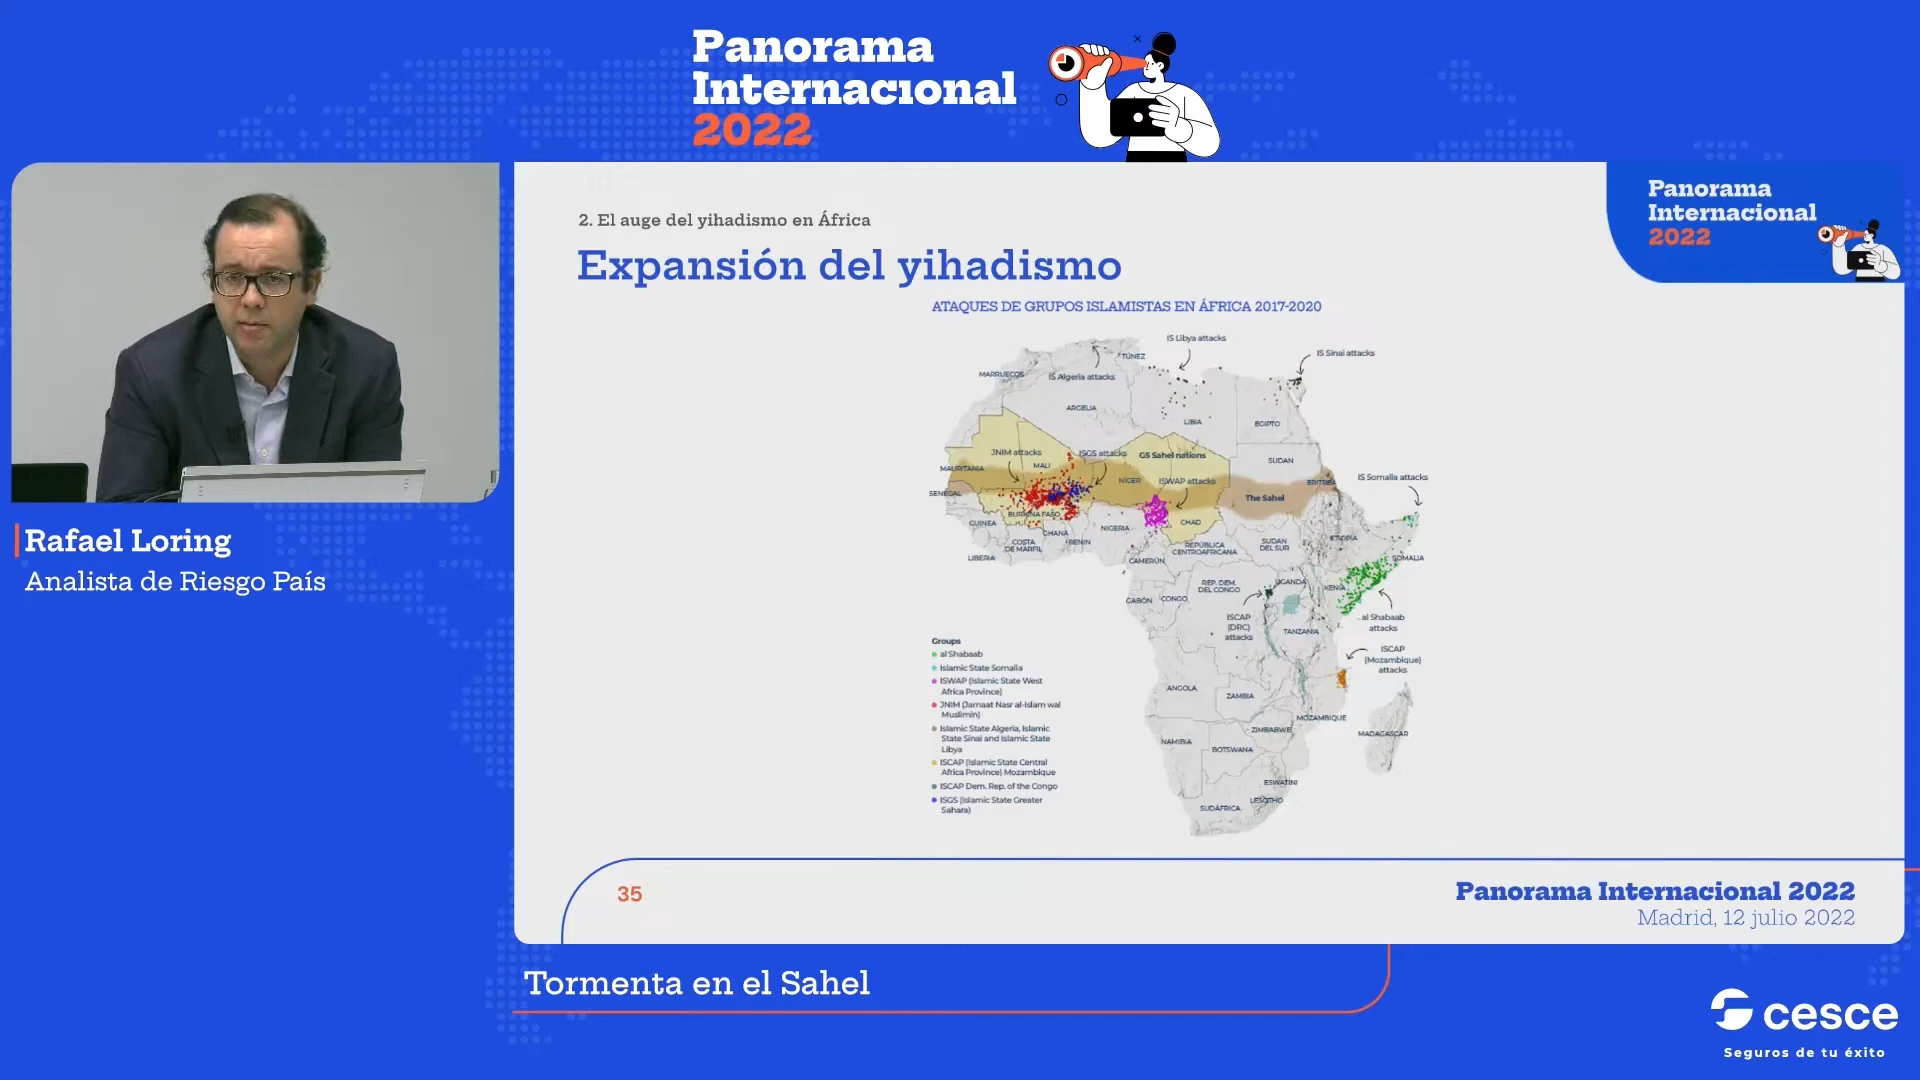 Panorama
Internacional
2022
Panorama
Internacional
2022
2. El auge del yihadismo en África
Expansión del yihadismo
ATAQUES DE GRUPOS ISLAMISTAS EN ÁFRICA 2017-2020
IS Libya attacks
IS Sinai attacks
TÚNEZ
MARRUECOS
IS Algeria attacks
ARGELIA
LIBIA
EGIPTO
JNIM attacks
ISGS attacks
G5 Sahel nations
SUDAN
MAURITANIA
MALI
NÍGER
ISWAP attacks
ERITREA
IS Somalia attacks
SENEGAL
The Sahel
BURKINA FASO
GUINEA
CHAD
NIGERIA
GHANA
COSTA
DE MARFIL
BENIN
REPÚBLICA
CENTROAFRICANA
SUDAN
DEL SUR
ETIOPÍA
LIBERIA
CAMERÚN
SOMALIA
REP. DEM.
DEL CONGO
UGANDA
KENIA
GABÓN
CONGO
ISCAP
(DRC)
attacks
al Shabaab
attacks
TANZANIA
ISCAP
(Mozambique)
attacks
ANGOLA
ZAMBIA
MOZAMBIQUE
ZIMBABWE
MADAGASCAR
NAMIBIA
BOTSWANA
ESWATINI
LESOTHO
SUDÁFRICA
Groups
al Shabaab
Islamic State Somalia
ISWAP (Islamic State West
Africa Province)
JNIM (Jamaat Nasr al-Islam wal
Muslimin)
Islamic State Algeria, Islamic
State Sinai and Islamic State
Libya
ISCAP (Islamic State Central
Africa Province) Mozambique
ISCAP Dem. Rep. of the Congo
ISGS (Islamic State Greater
Sahara)
35
Panorama Internacional 2022
Madrid, 12 julio 2022
Rafael Loring
Analista de Riesgo País
Tormenta en el Sahel
cesce
Seguros de tu éxito